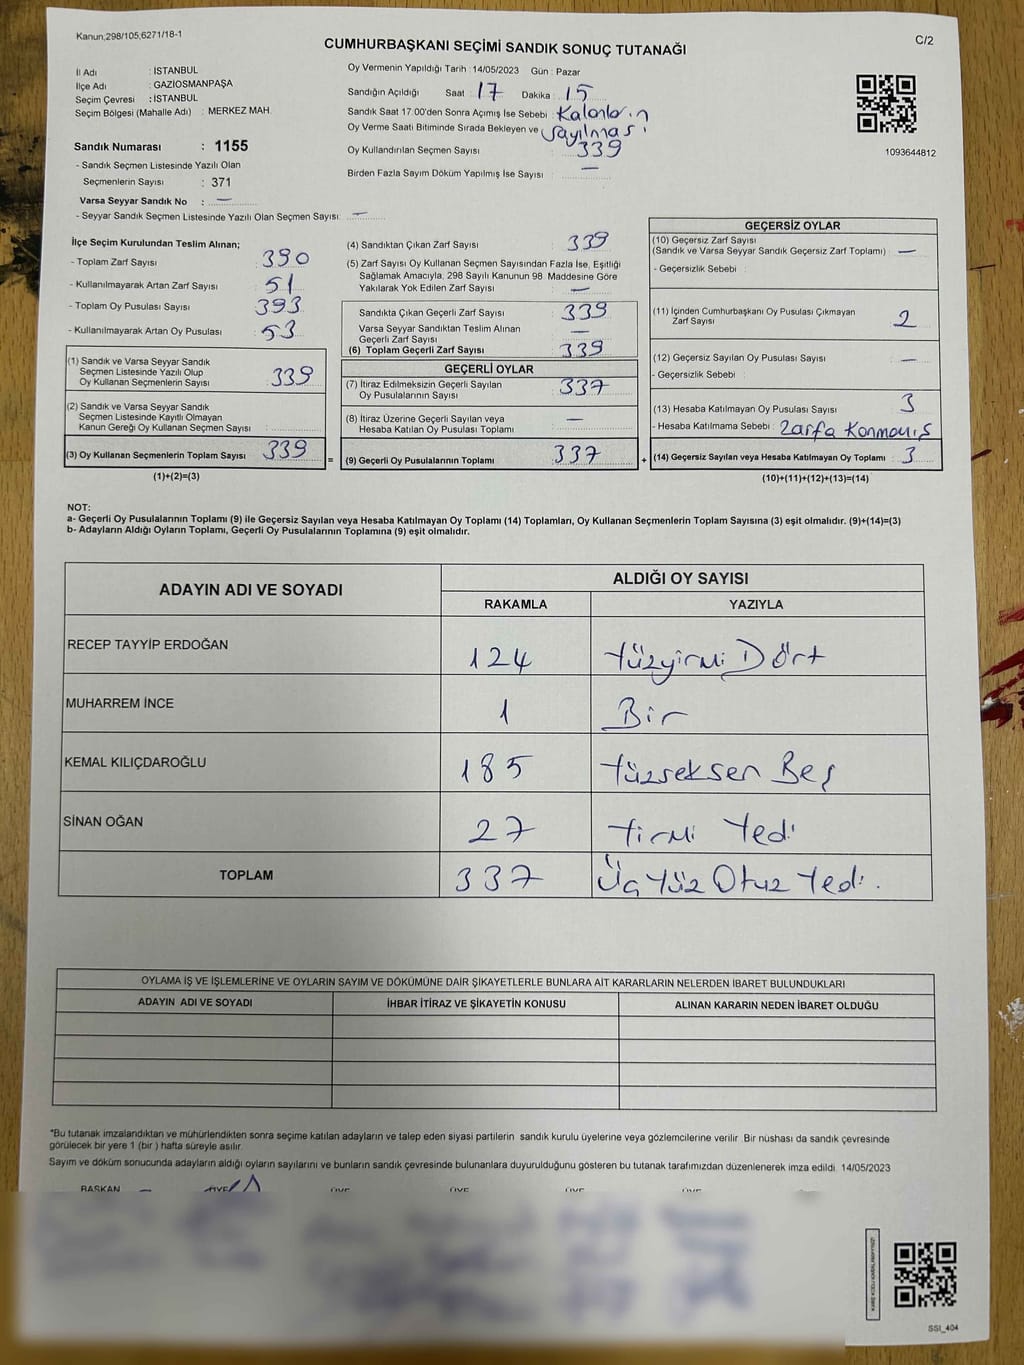 Kanun,298/105,6271/18-1
CUMHURBAŞKANI SEÇİMİ SANDIK SONUÇ TUTANAĞI
C/2
İl Adı : İSTANBUL
İlçe Adı : GAZİOSMANPAŞA
Seçim Çevresi : İSTANBUL
Seçim Bölgesi (Mahalle Adı) : MERKEZ MAH.
Oy Vermenin Yapıldığı Tarih : 14/05/2023 Gün : Pazar
Sandığın Açıldığı Saat : 17 Dakika : 15
Sandık Saat 17.00'den Sonra Açımış İse Sebebi : Kalanların
Oy Verme Saati Bitiminde Sırada Bekleyen ve Sayılması
Oy Kullandırılan Seçmen Sayısı 339
Birden Fazla Sayım Döküm Yapılmış İse Sayısı : —
1093644812
Sandık Numarası : 1155
- Sandık Seçmen Listesinde Yazılı Olan
Seçmenlerin Sayısı : 371
Varsa Seyyar Sandık No : —
- Seyyar Sandık Seçmen Listesinde Yazılı Olan Seçmen Sayısı: —
İlçe Seçim Kurulundan Teslim Alınan;
- Toplam Zarf Sayısı 390
- Kullanılmayarak Artan Zarf Sayısı 51
- Toplam Oy Pusulası Sayısı 393
- Kullanılmayarak Artan Oy Pusulası 53
(1) Sandık ve Varsa Seyyar Sandık
Seçmen Listesinde Yazılı Olup
Oy Kullanan Seçmenlerin Sayısı : 339
(2) Sandık ve Varsa Seyyar Sandık
Seçmen Listesinde Kayıtlı Olmayan
Kanun Gereği Oy Kullanan Seçmen Sayısı :
(3) Oy Kullanan Seçmenlerin Toplam Sayısı 339
(1)+(2)=(3)
(4) Sandıktan Çıkan Zarf Sayısı 339
(5) Zarf Sayısı Oy Kullanan Seçmen Sayısından Fazla İse, Eşitliği
Sağlamak Amacıyla, 298 Sayılı Kanunun 98 Maddesine Göre
Yakılarak Yok Edilen Zarf Sayısı —
Sandıkta Çıkan Geçerli Zarf Sayısı 339
Varsa Seyyar Sandıktan Teslim Alınan
Geçerli Zarf Sayısı —
(6) Toplam Geçerli Zarf Sayısı 339
=
GEÇERLİ OYLAR
(7) İtiraz Edilmeksizin Geçerli Sayılan
Oy Pusulalarının Sayısı : 337
(8) İtiraz Üzerine Geçerli Sayılan veya
Hesaba Katılan Oy Pusulası Toplamı —
(9) Geçerli Oy Pusulalarının Toplamı 337
+
GEÇERSİZ OYLAR
(10) Geçersiz Zarf Sayısı
(Sandık ve Varsa Seyyar Sandık Geçersiz Zarf Toplamı) : —
- Geçersizlik Sebebi :
(11) İçinden Cumhurbaşkanı Oy Pusulası Çıkmayan
Zarf Sayısı 2
(12) Geçersiz Sayılan Oy Pusulası Sayısı : —
- Geçersizlik Sebebi :
(13) Hesaba Katılmayan Oy Pusulası Sayısı 3
- Hesaba Katılmama Sebebi : Zarfa Konmamış
(14) Geçersiz Sayılan veya Hesaba Katılmayan Oy Toplamı : 3
(10)+(11)+(12)+(13)=(14)
NOT:
a- Geçerli Oy Pusulalarının Toplamı (9) ile Geçersiz Sayılan veya Hesaba Katılmayan Oy Toplamı (14) Toplamları, Oy Kullanan Seçmenlerin Toplam Sayısına (3) eşit olmalıdır. (9)+(14)=(3)
b- Adayların Aldığı Oyların Toplamı, Geçerli Oy Pusulalarının Toplamına (9) eşit olmalıdır.
ADAYIN ADI VE SOYADI
ALDIĞI OY SAYISI
RAKAMLA YAZIYLA
RECEP TAYYİP ERDOĞAN 124 Yüzyirmi Dört
MUHARREM İNCE 1 Bir
KEMAL KILIÇDAROĞLU 185 Yüzseksen Beş
SİNAN OĞAN 27 Yirmi Yedi
TOPLAM 337 Üç Yüz Otuz Yedi.
OYLAMA İŞ VE İŞLEMLERİNE VE OYLARIN SAYIM VE DÖKÜMÜNE DAİR ŞİKAYETLERLE BUNLARA AİT KARARLARIN NELERDEN İBARET BULUNDUKLARI
ADAYIN ADI VE SOYADI İHBAR İTİRAZ VE ŞİKAYETİN KONUSU ALINAN KARARIN NEDEN İBARET OLDUĞU
*Bu tutanak imzalandıktan ve mühürlendikten sonra seçime katılan adayların ve talep eden siyasi partilerin sandık kurulu üyelerine veya gözlemcilerine verilir. Bir nüshası da sandık çevresinde
görülecek bir yere 1 (bir ) hafta süreyle asılır.
Sayım ve döküm sonucunda adayların aldığı oyların sayılarını ve bunların sandık çevresinde bulunanlara duyurulduğunu gösteren bu tutanak tarafımızdan düzenlenerek imza edildi. 14/05/2023
BAŞKAN ÜYE ÜYE ÜYE ÜYE ÜYE
SSI_404